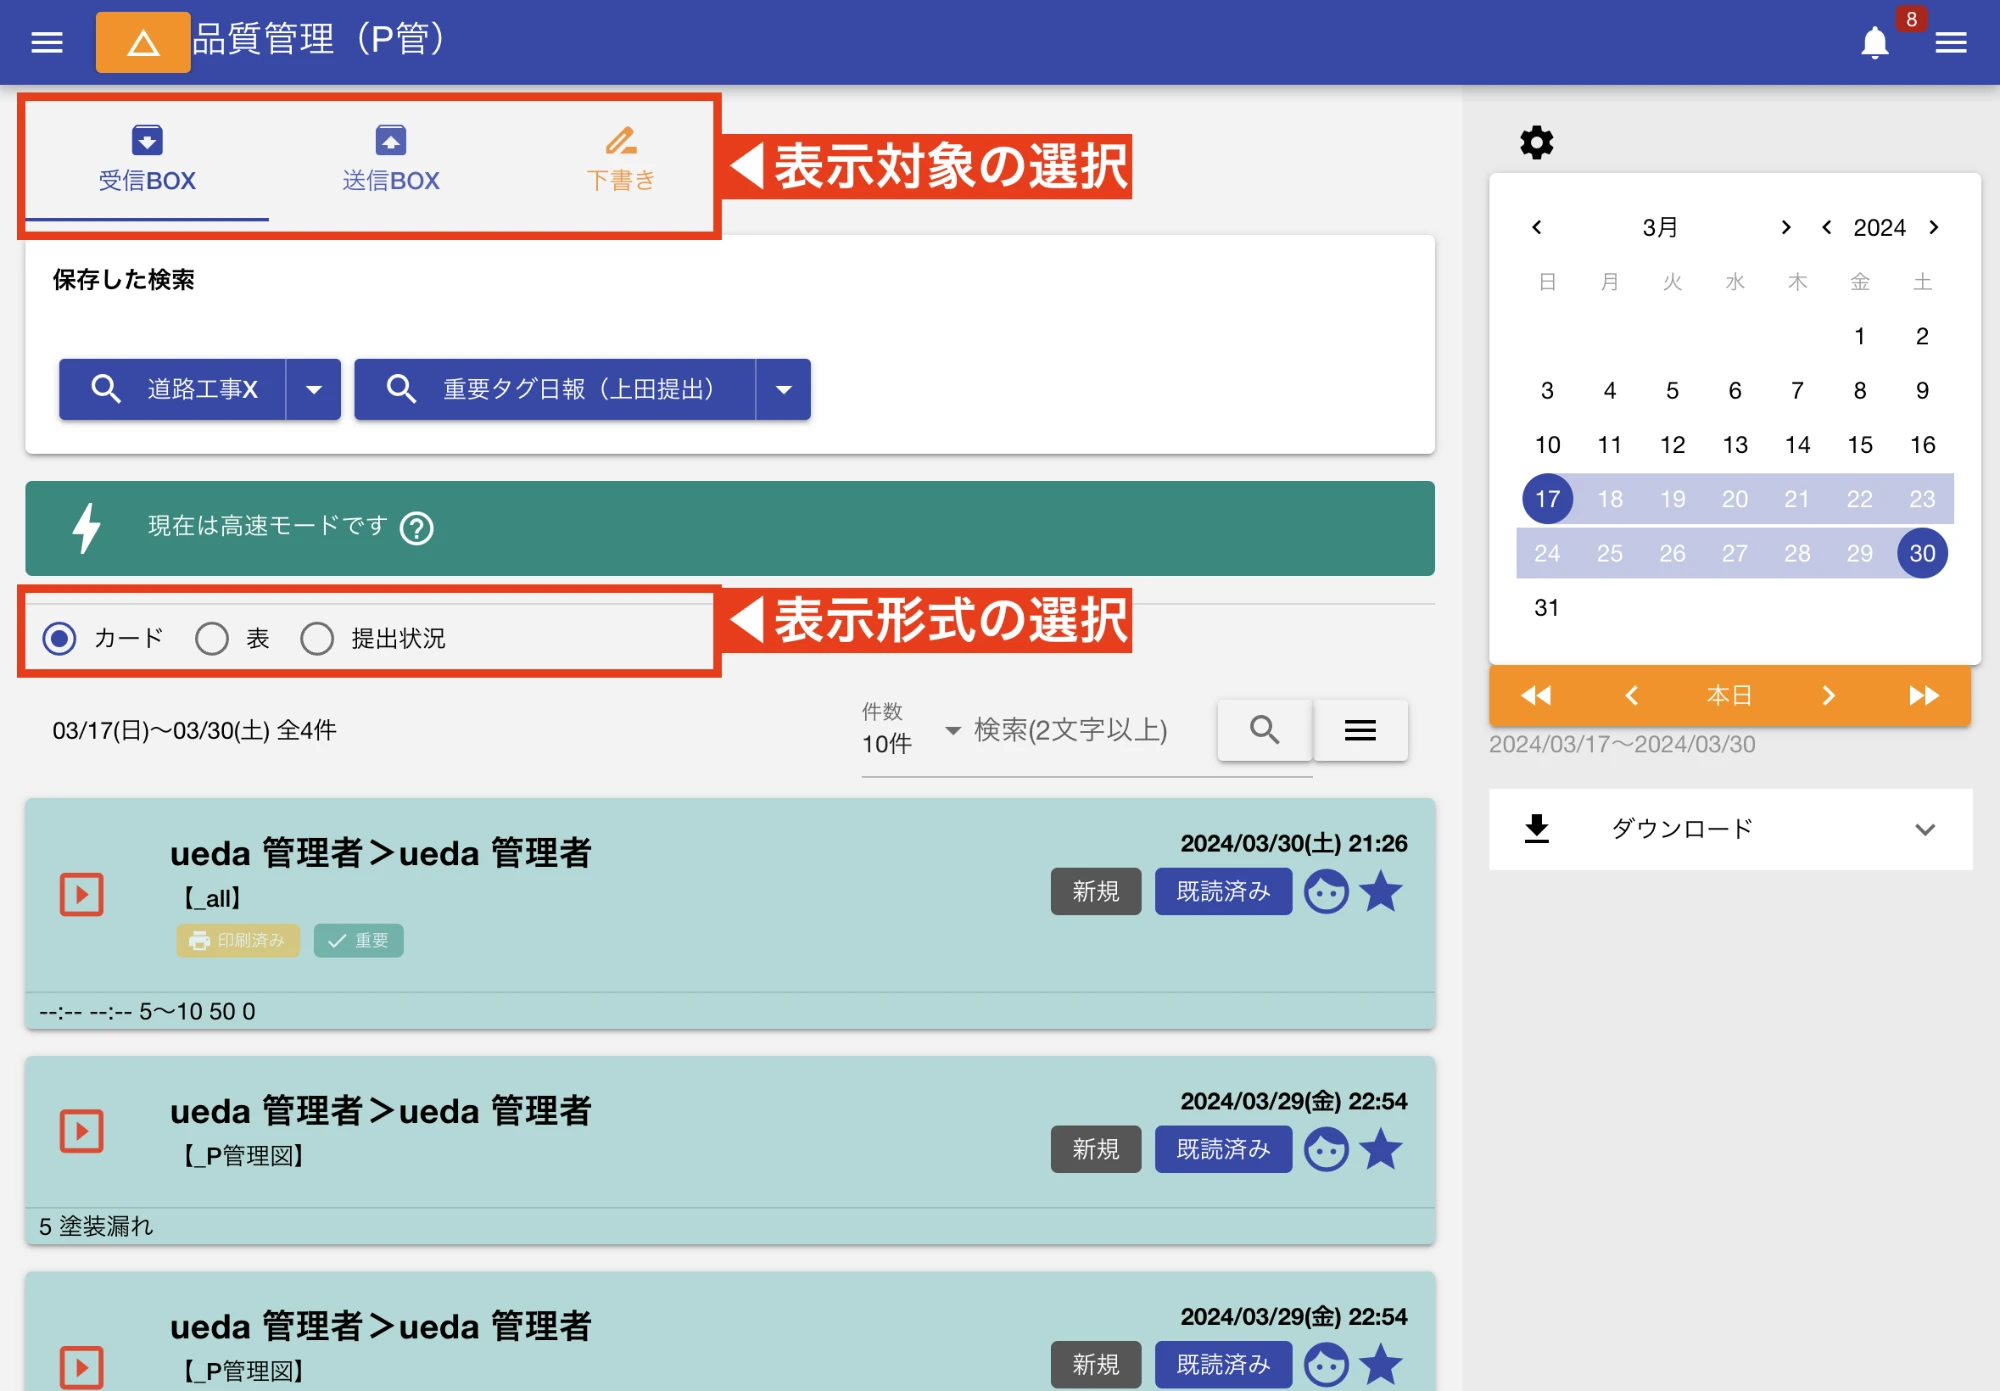 品質管理（P管）
8
受信BOX
送信BOX
下書き
◀表示対象の選択
保存した検索
道路工事X
重要タグ日報（上田提出）
現在は高速モードです
◀表示形式の選択
カード
表
提出状況
03/17(日)〜03/30(土) 全4件
件数
10件
検索(2文字以上)
ueda 管理者＞ueda 管理者
【_all】
印刷済み
重要
2024/03/30(土) 21:26
新規
既読済み
--:-- --:-- 5〜10 50 0
ueda 管理者＞ueda 管理者
【_P管理図】
2024/03/29(金) 22:54
新規
既読済み
5 塗装漏れ
ueda 管理者＞ueda 管理者
【_P管理図】
2024/03/29(金) 22:54
新規
既読済み
3月
2024
日 月 火 水 木 金 土
1 2
3 4 5 6 7 8 9
10 11 12 13 14 15 16
17 18 19 20 21 22 23
24 25 26 27 28 29 30
31
本日
2024/03/17〜2024/03/30
ダウンロード